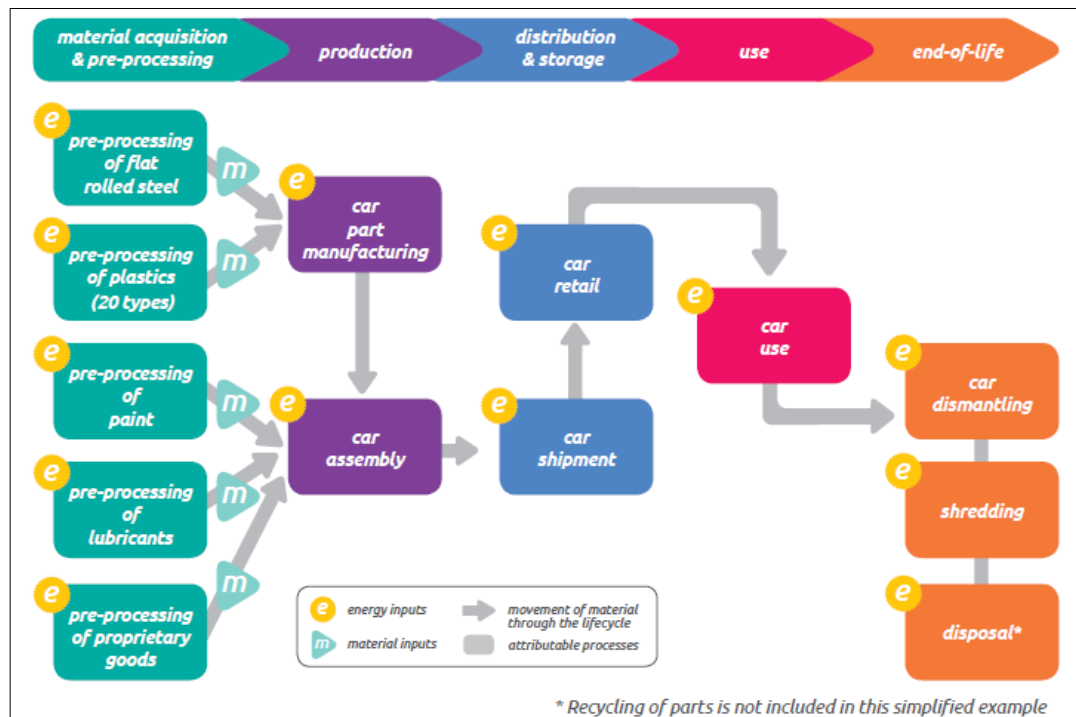 material acquisition
& pre-processing
production
distribution
& storage
use
end-of-life
e
pre-processing
of flat
rolled steel
m
e
pre-processing
of plastics
(20 types)
m
e
pre-processing
of
paint
m
e
pre-processing
of
lubricants
m
e
pre-processing
of proprietary
goods
m
e
car
part
manufacturing
e
car
assembly
e
car
retail
e
car
shipment
e
car
use
e
car
dismantling
e
shredding
e
disposal*
e energy inputs
movement of material
through the lifecycle
m material inputs
attributable processes
* Recycling of parts is not included in this simplified example